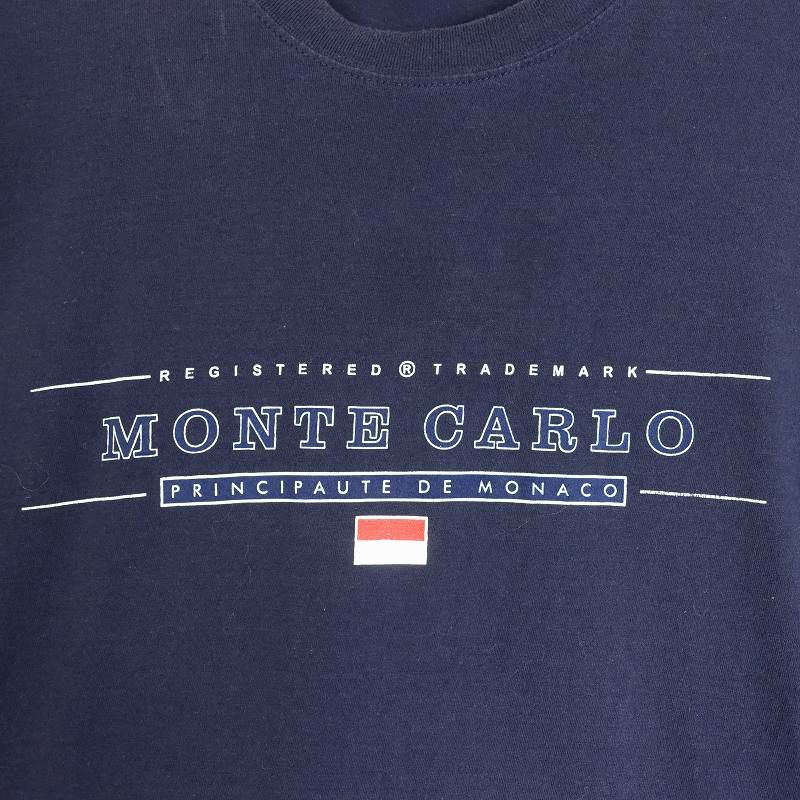 REGISTERED ® TRADEMARK
MONTE CARLO
PRINCIPAUTE DE MONACO